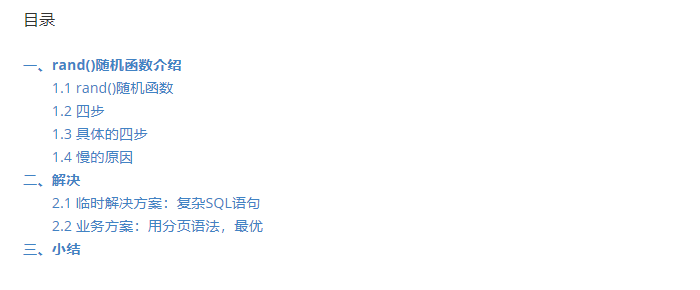 目录
一、rand()随机函数介绍
1.1 rand()随机函数
1.2 四步
1.3 具体的四步
1.4 慢的原因
二、解决
2.1 临时解决方案：复杂SQL语句
2.2 业务方案：用分页语法，最优
三、小结